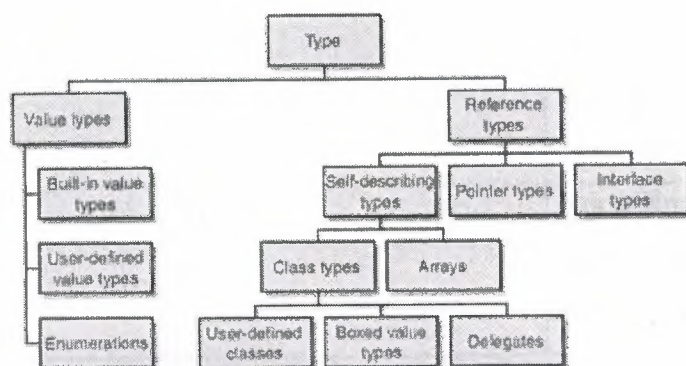 Type
Value types
Reference
types
Built-in value
types
Self-describing
types
Pointer types
Interface
types
User-defined
value types
Class types
Arrays
Enumerations
User-defined
classes
Boxed value
types
Delegates